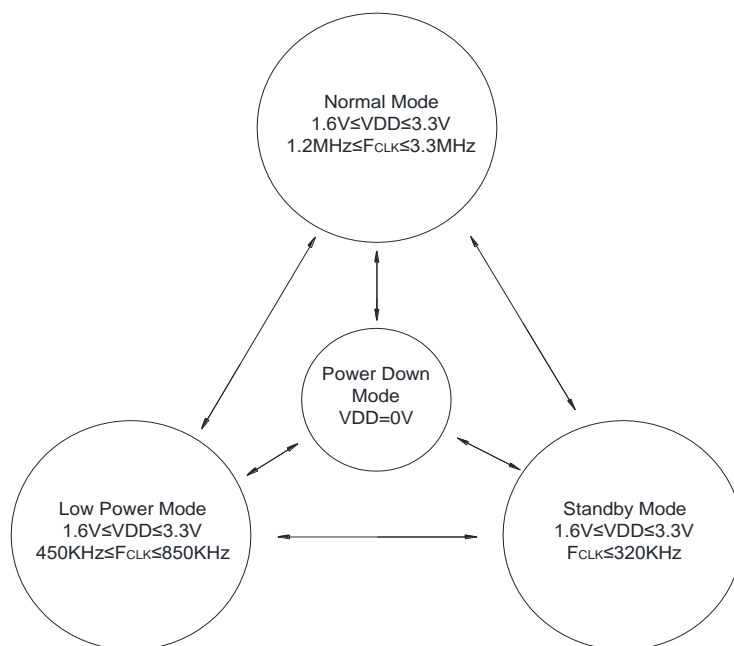 Normal Mode
1.6V≤VDD≤3.3V
1.2MHz≤FCLK≤3.3MHz
Power Down
Mode
VDD=0V
Low Power Mode
1.6V≤VDD≤3.3V
450KHz≤FCLK≤850KHz
Standby Mode
1.6V≤VDD≤3.3V
FCLK≤320KHz